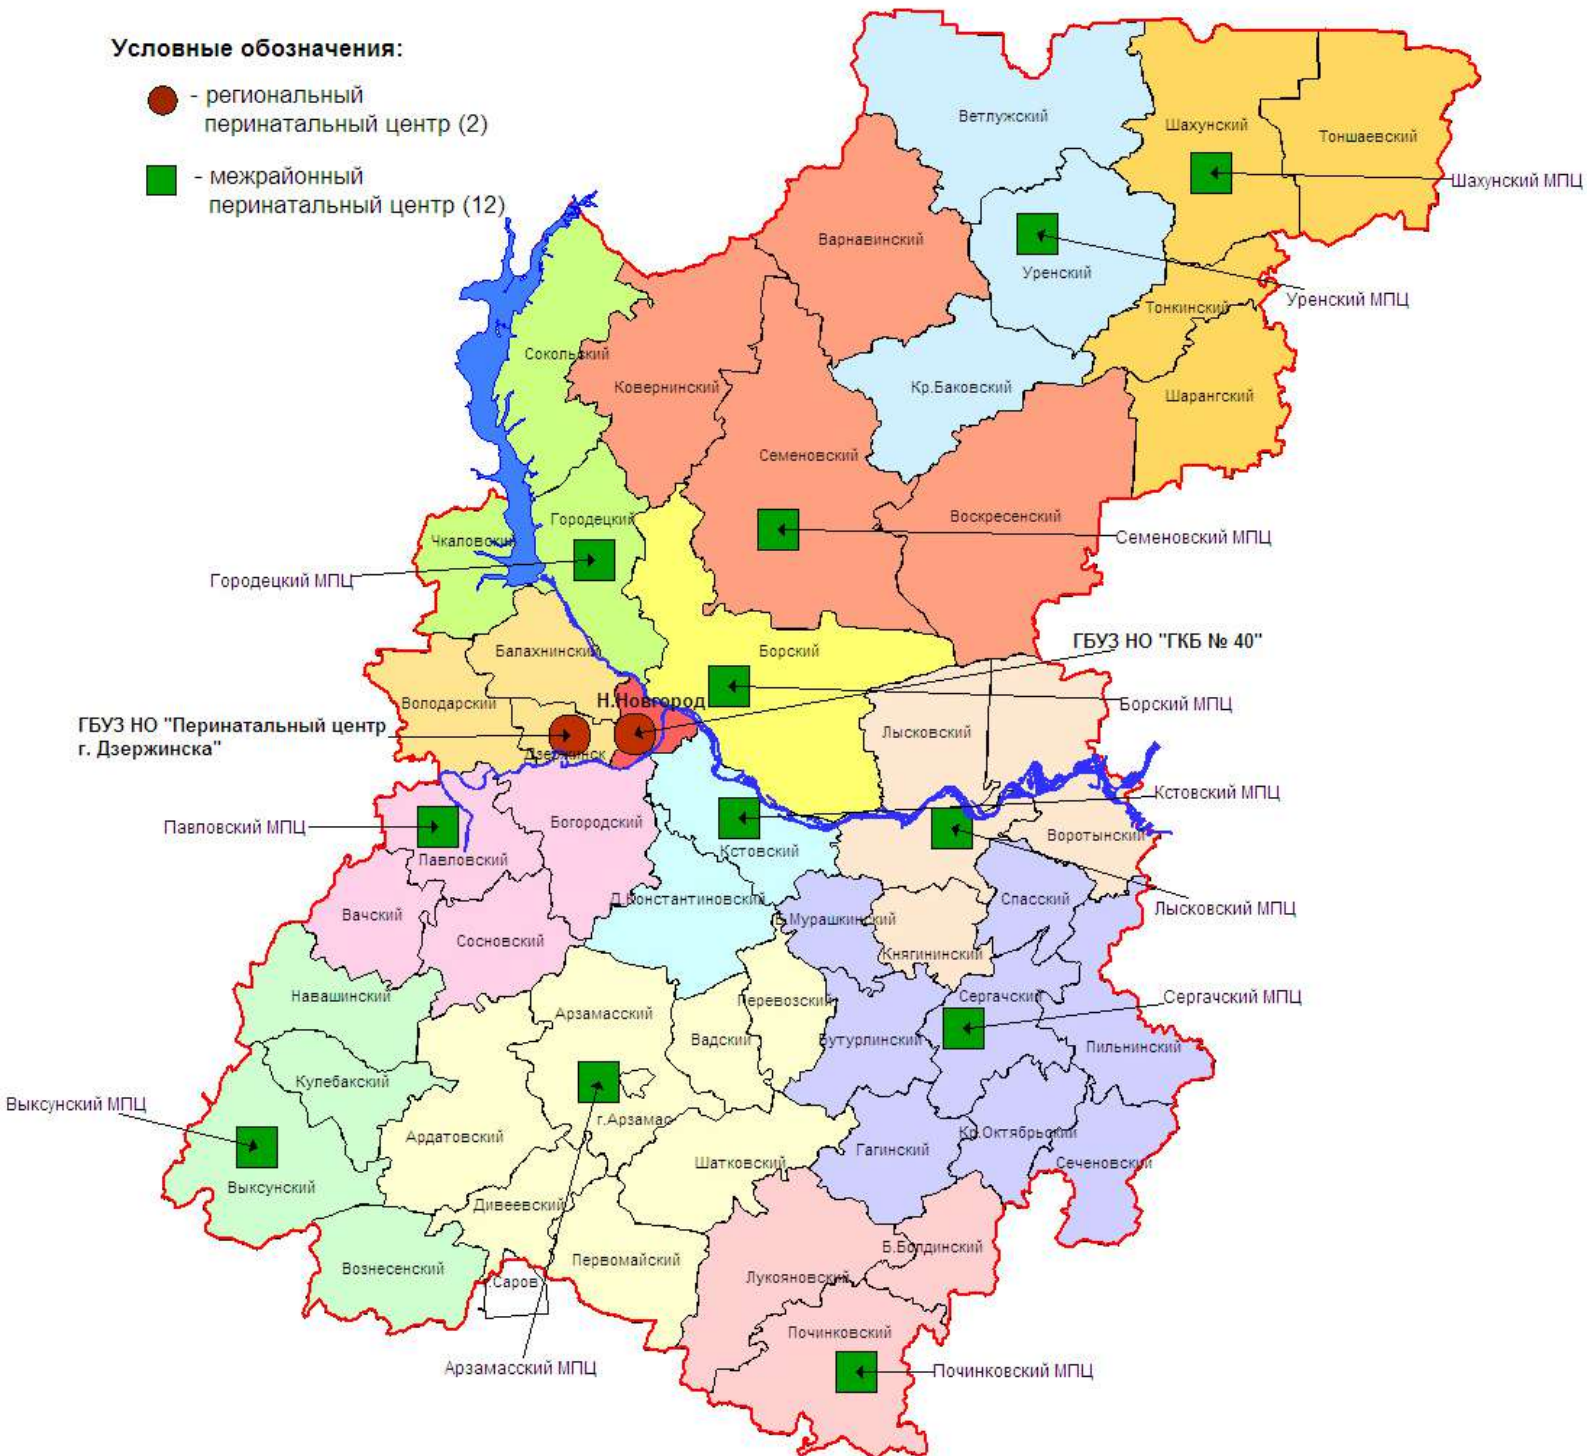 Условные обозначения:
- региональный
перинатальный центр (2)
- межрайонный
перинатальный центр (12)
Ветлужский
Шахунский
Тоншаевский
Шахунский МПЦ
Варнавинский
Уренский
Уренский МПЦ
Тонкинский
Сокольский
Ковернинский
Кр.Баковский
Шарангский
Семеновский
Городецкий
Воскресенский
Чкаловский
Семеновский МПЦ
Городецкий МПЦ
Балахнинский
Борский
ГБУЗ НО "ГКБ № 40"
Володарский
Н.Новгород
Борский МПЦ
ГБУЗ НО "Перинатальный центр
г. Дзержинска"
Лысковский
Дзержинск
Кстовский МПЦ
Павловский МПЦ
Богородский
Воротынский
Павловский
Кстовский
Д.Константиновский
Спасский
Лысковский МПЦ
Вачский
Б.Мурашкинский
Сосновский
Княгининский
Навашинский
Перевозский
Сергачский
Сергачский МПЦ
Арзамасский
Вадский
Бутурлинский
Пильнинский
Кулебакский
Выксунский МПЦ
г.Арзамас
Ардатовский
Кр.Октябрьский
Гагинский
Шатковский
Сеченовский
Выксунский
Дивеевский
Б.Болдинский
Первомайский
Вознесенский
Лукояновский
г.Саров
Починковский
Арзамасский МПЦ
Починковский МПЦ